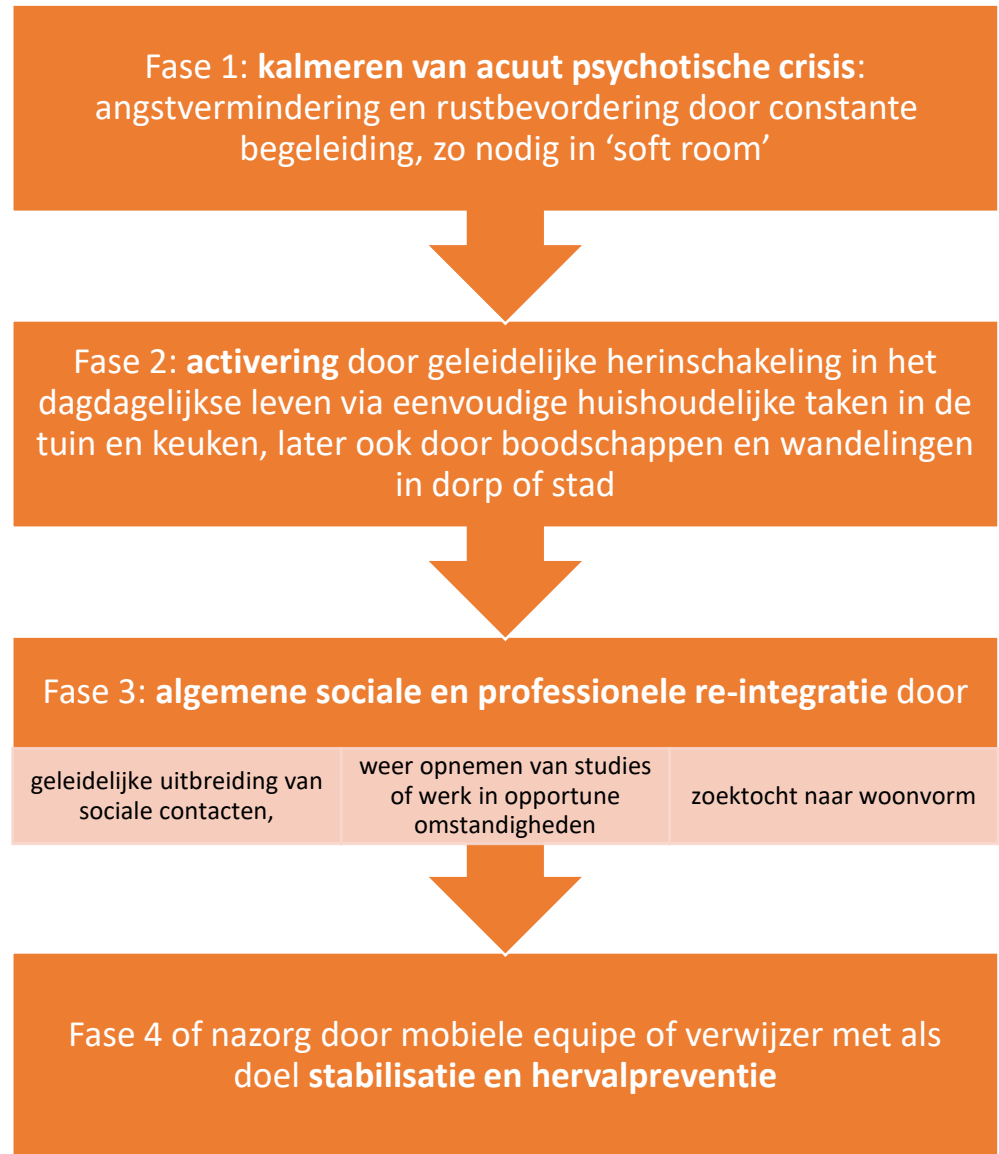 Fase 1: kalmeren van acuut psychotische crisis:
angstvermindering en rustbevordering door constante
begeleiding, zo nodig in ‘soft room’
Fase 2: activering door geleidelijke herinschakeling in het
dagdagelijkse leven via eenvoudige huishoudelijke taken in de
tuin en keuken, later ook door boodschappen en wandelingen
in dorp of stad
Fase 3: algemene sociale en professionele re-integratie door
geleidelijke uitbreiding van
sociale contacten,
weer opnemen van studies
of werk in opportune
omstandigheden
zoektocht naar woonvorm
Fase 4 of nazorg door mobiele equipe of verwijzer met als
doel stabilisatie en hervalpreventie